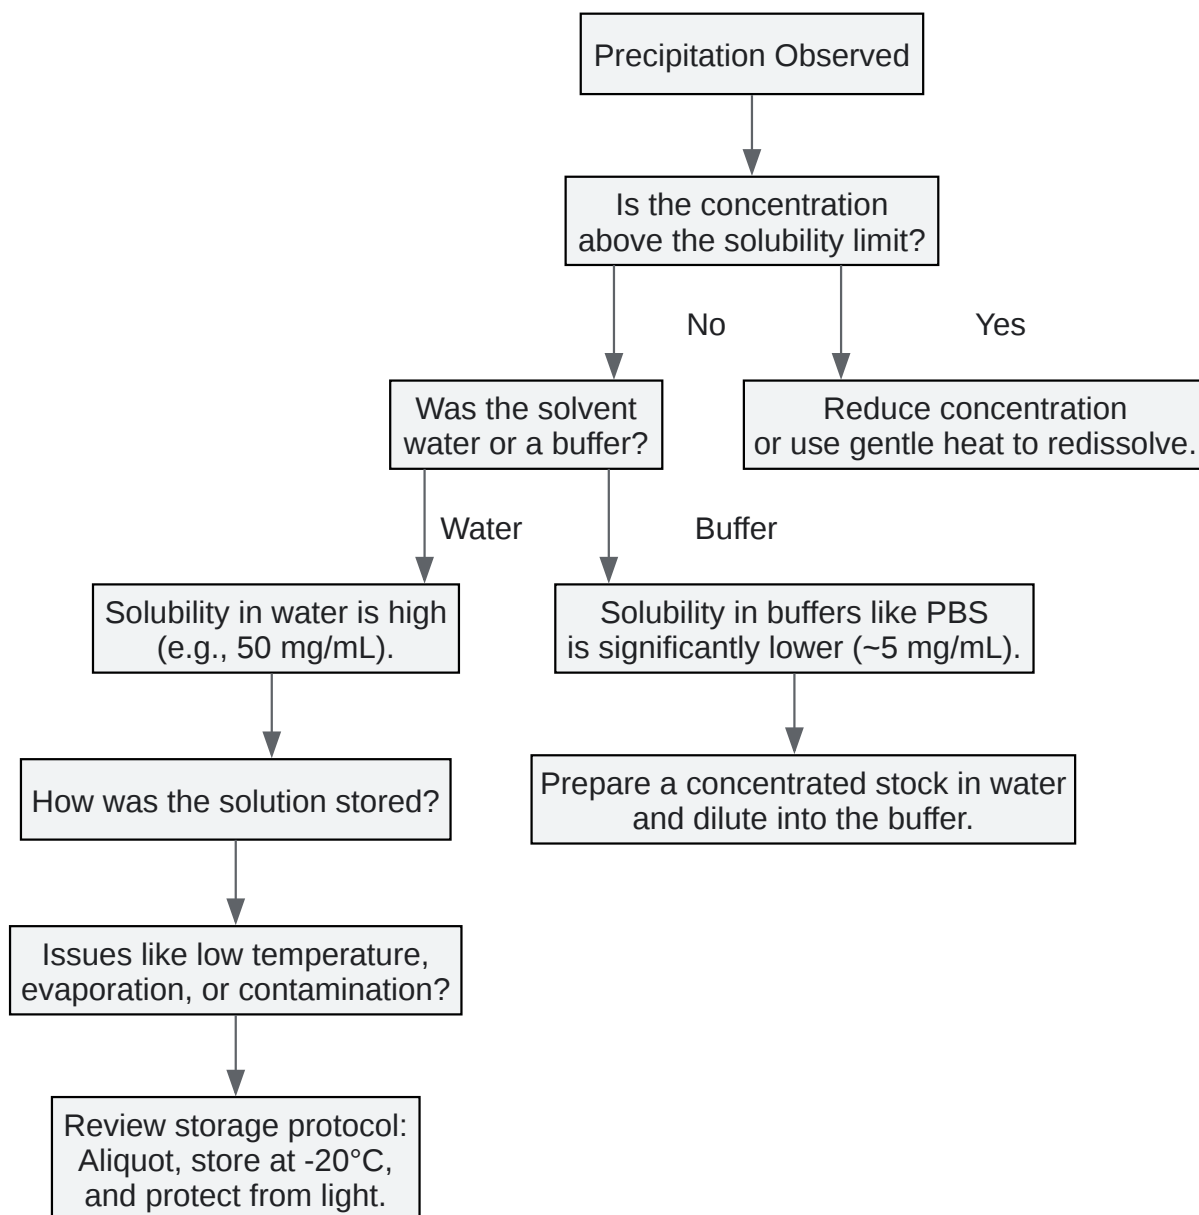 Precipitation Observed
Is the concentration
above the solubility limit?
No
Yes
Was the solvent
water or a buffer?
Reduce concentration
or use gentle heat to redissolve.
Water
Buffer
Solubility in water is high
(e.g., 50 mg/mL).
Solubility in buffers like PBS
is significantly lower (~5 mg/mL).
How was the solution stored?
Prepare a concentrated stock in water
and dilute into the buffer.
Issues like low temperature,
evaporation, or contamination?
Review storage protocol:
Aliquot, store at -20°C,
and protect from light.